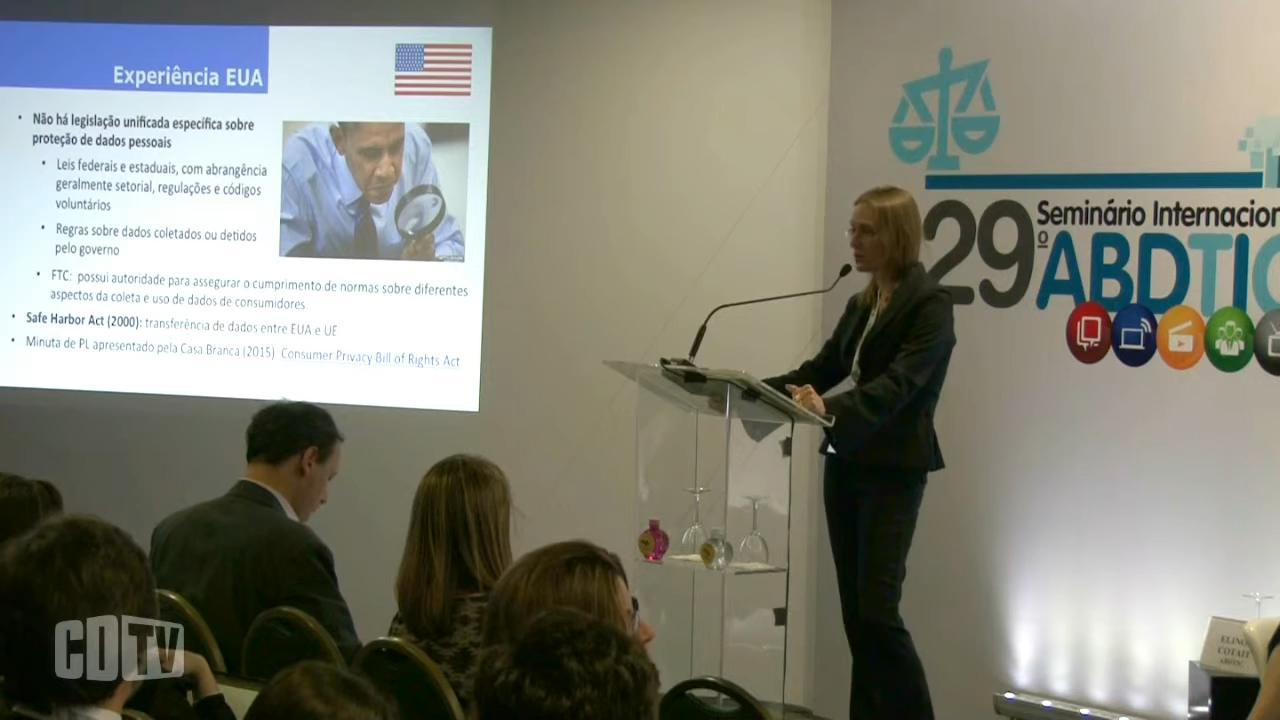 Experiência EUA
• Não há legislação unificada específica sobre
proteção de dados pessoais
• Leis federais e estaduais, com abrangência
geralmente setorial, regulações e códigos
voluntários
• Regras sobre dados coletados ou detidos
pelo governo
• FTC: possui autoridade para assegurar o cumprimento de normas sobre diferentes
aspectos da coleta e uso de dados de consumidores
• Safe Harbor Act (2000): transferência de dados entre EUA e UE
• Minuta de PL apresentado pela Casa Branca (2015) Consumer Privacy Bill of Rights Act
29º
Seminário Internacion
ABDTIC
ELINO
COTAIT
ABDTIC
CDTV